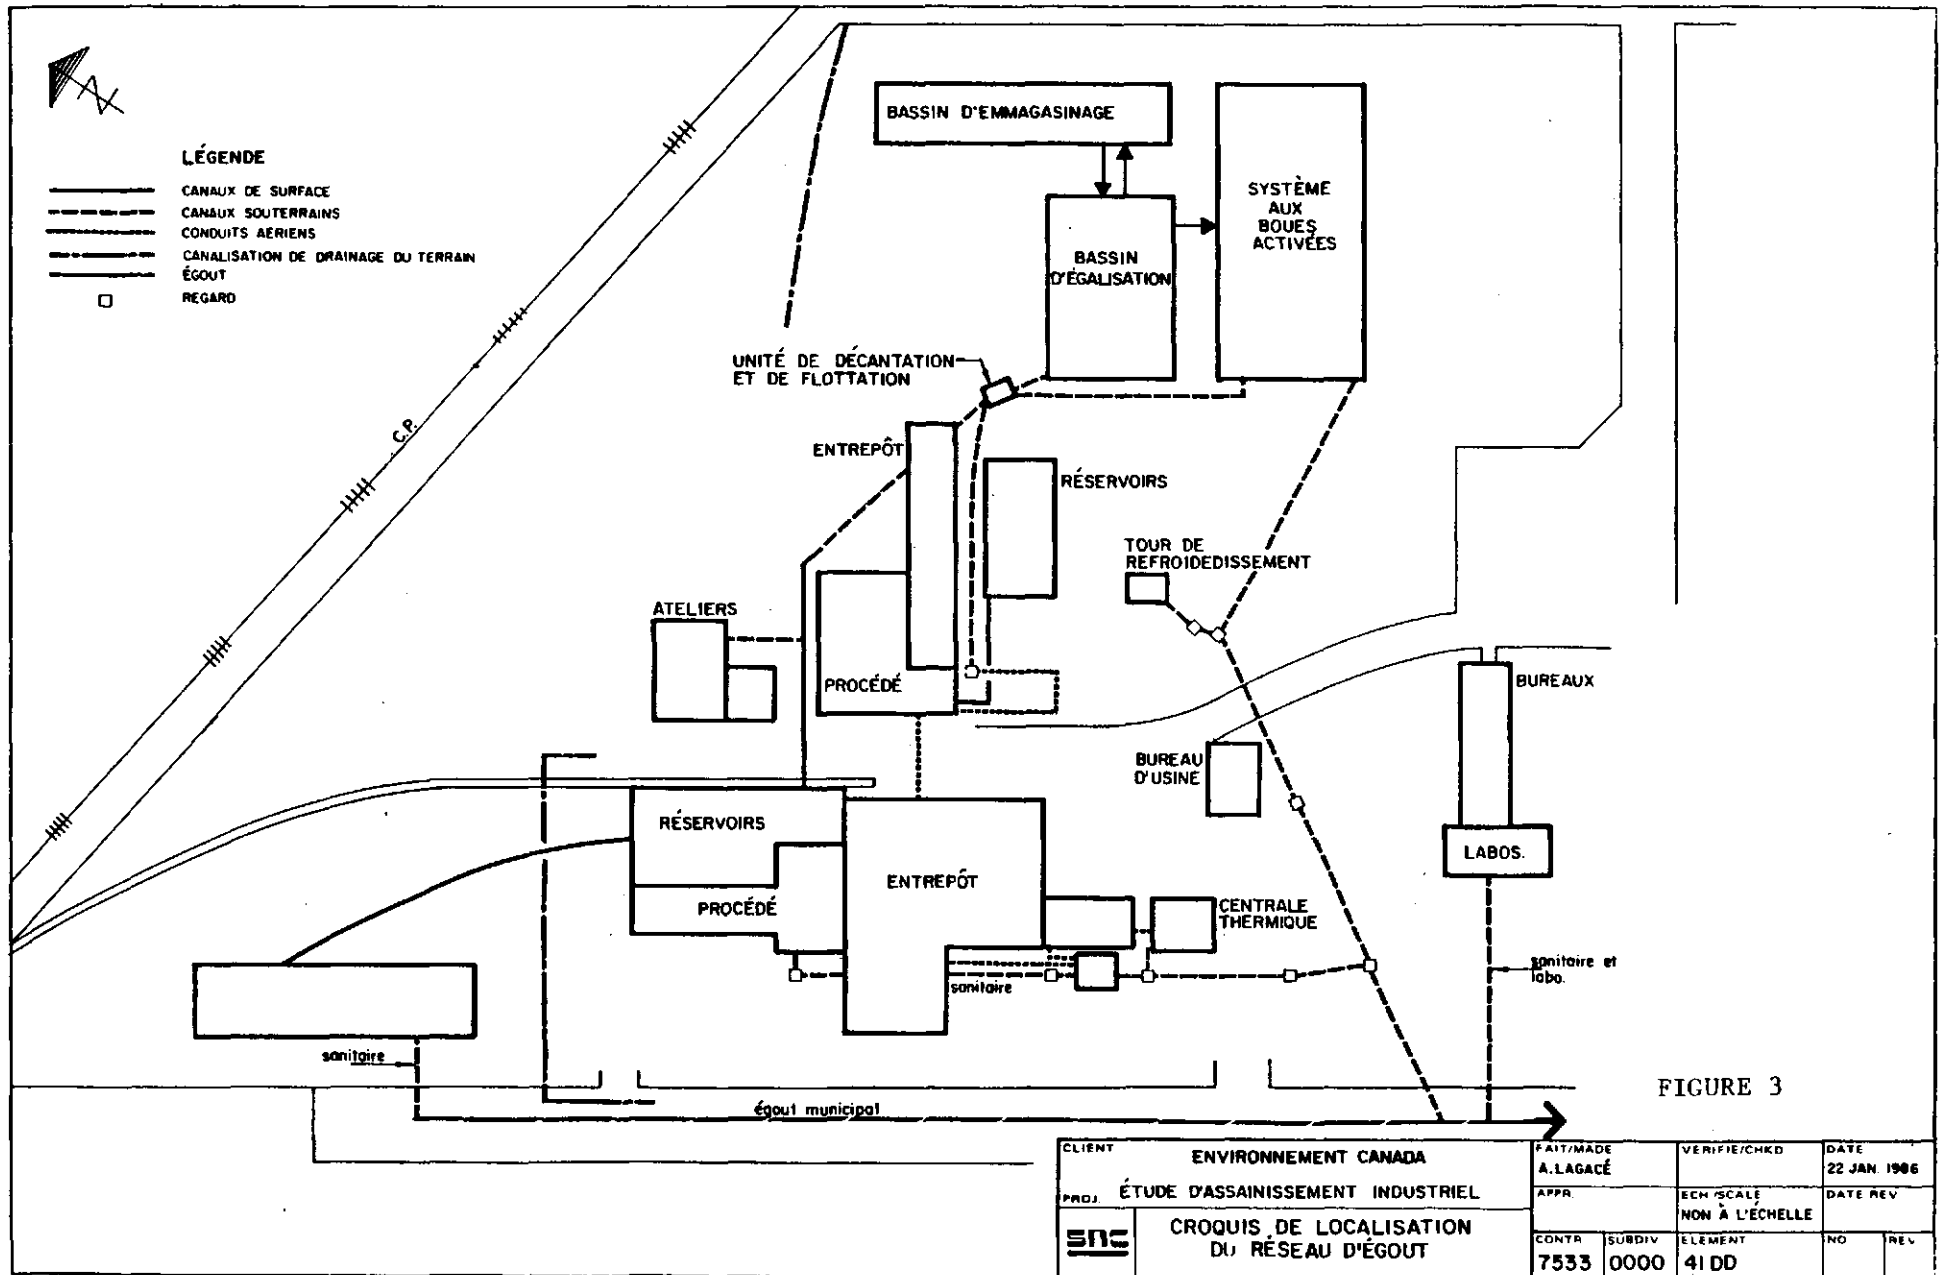 N
LÉGENDE
CANAUX DE SURFACE
CANAUX SOUTERRAINS
CONDUITS AÉRIENS
CANALISATION DE DRAINAGE DU TERRAIN
ÉGOUT
REGARD
C.P.
BASSIN D'EMMAGASINAGE
SYSTÈME
AUX
BOUES
ACTIVÉES
BASSIN
D'ÉGALISATION
UNITÉ DE DÉCANTATION
ET DE FLOTTATION
ENTREPÔT
RÉSERVOIRS
TOUR DE
REFROIDEDISSEMENT
ATELIERS
PROCÉDÉ
BUREAUX
BUREAU
D'USINE
RÉSERVOIRS
LABOS.
ENTREPÔT
PROCÉDÉ
CENTRALE
THERMIQUE
sanitaire et
labo.
sanitaire
sanitaire
égout municipal
FIGURE 3
CLIENT
ENVIRONNEMENT CANADA
PROJ.
ÉTUDE D'ASSAINISSEMENT INDUSTRIEL
snc
CROQUIS DE LOCALISATION
DU RÉSEAU D'ÉGOUT
FAIT/MADE
A.LAGACÉ
VÉRIFIÉ/CHKD
DATE
22 JAN. 1986
APPR.
ECH/SCALE
NON À L'ÉCHELLE
DATE REV
CONTR
7533
SUBDIV
0000
ELEMENT
41 DD
NO
REV